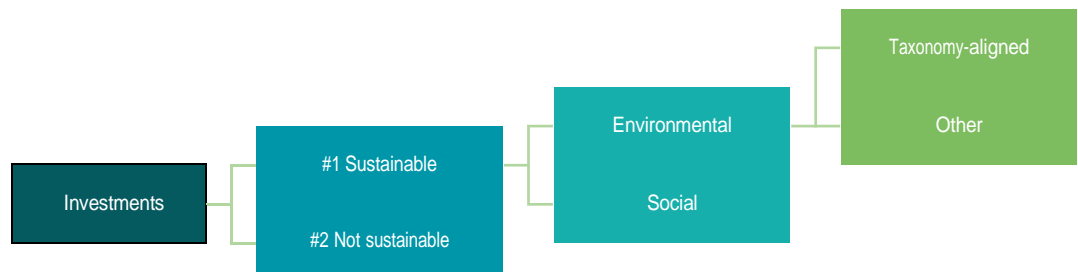 Investments
#1 Sustainable
#2 Not sustainable
Environmental
Social
Taxonomy-aligned
Other